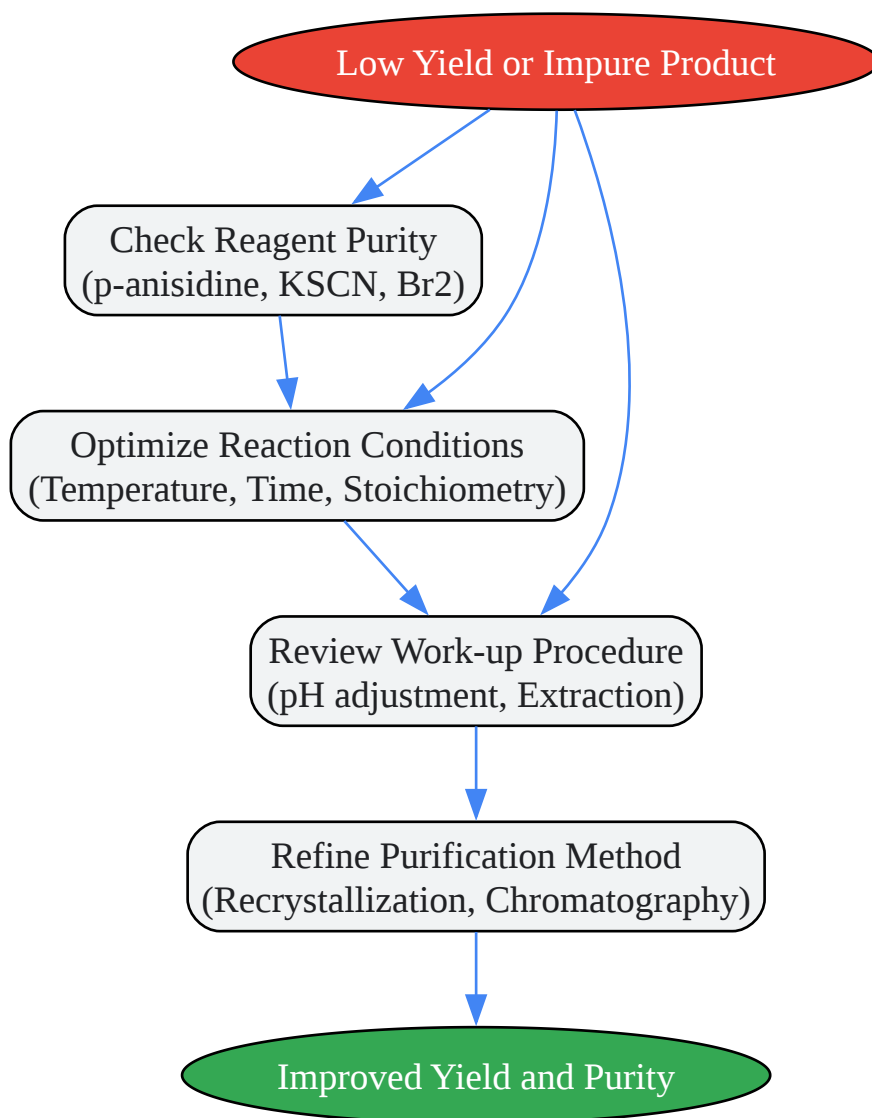 Low Yield or Impure Product
Check Reagent Purity
(p-anisidine, KSCN, Br2)
Optimize Reaction Conditions
(Temperature, Time, Stoichiometry)
Review Work-up Procedure
(pH adjustment, Extraction)
Refine Purification Method
(Recrystallization, Chromatography)
Improved Yield and Purity